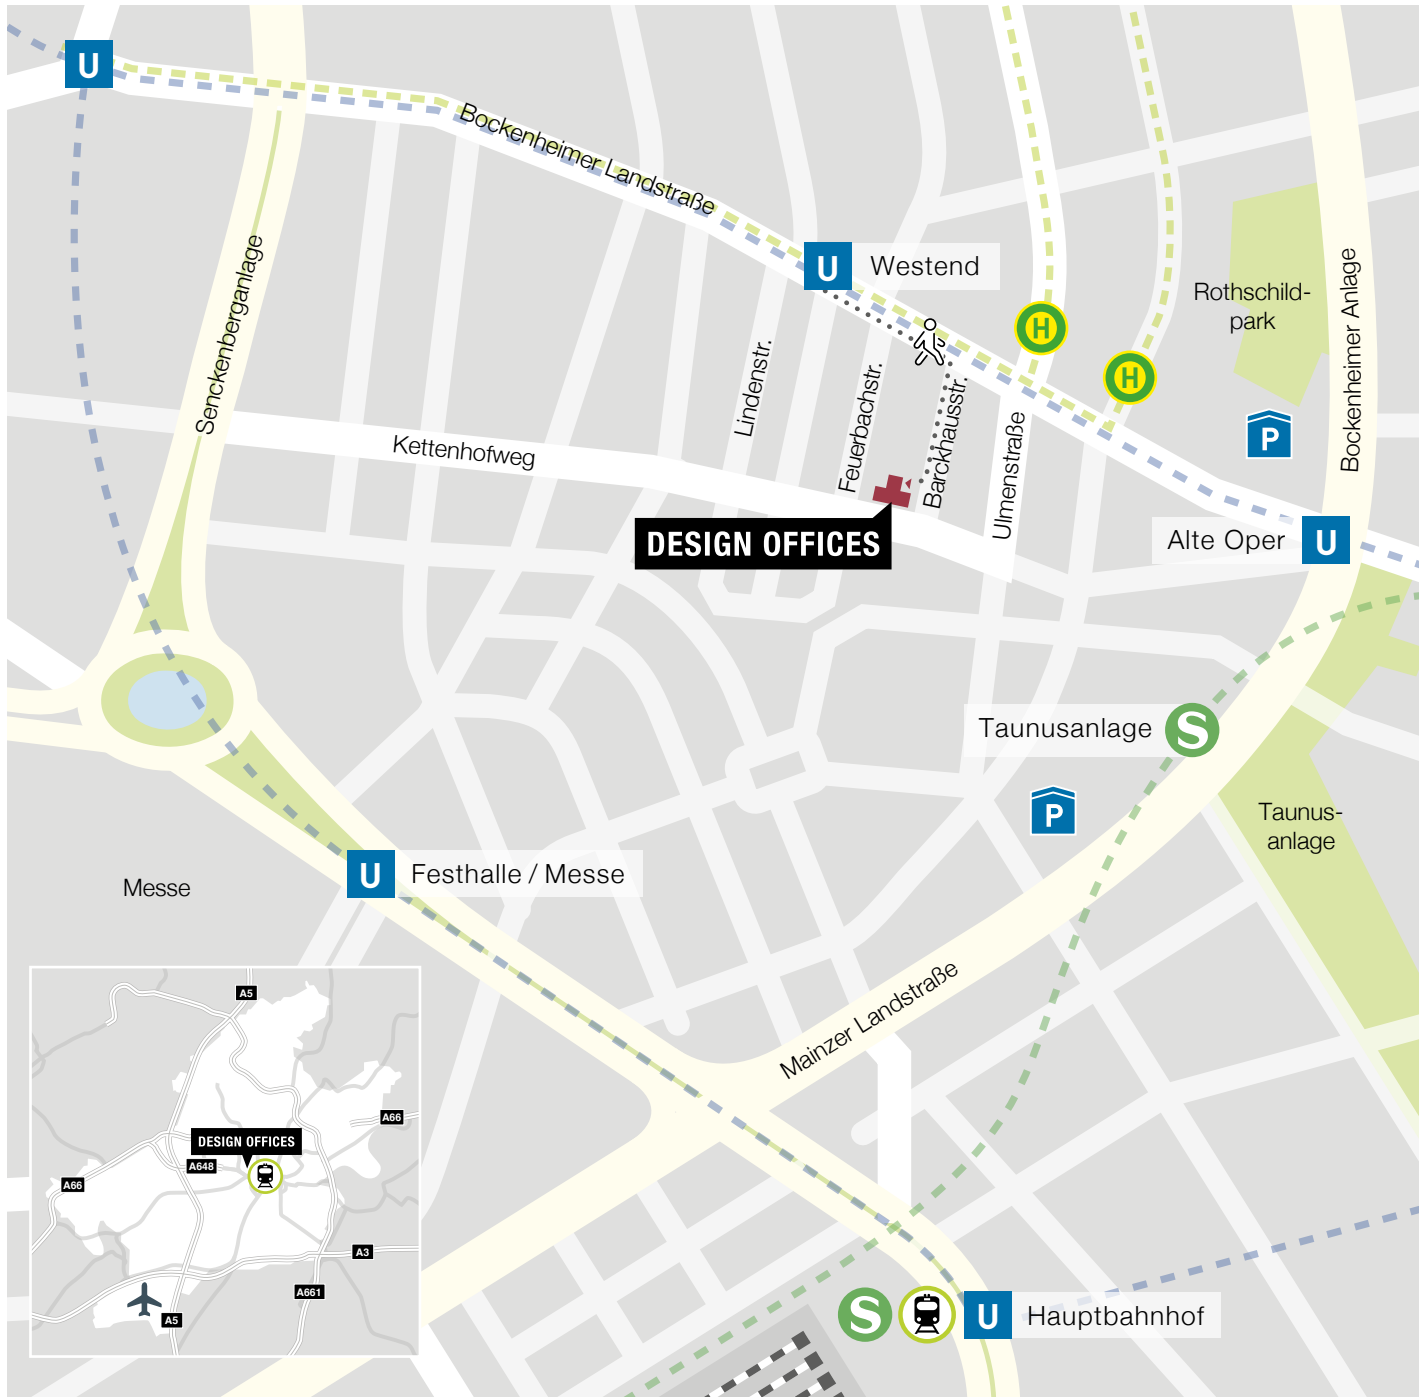 U
Bockenheimer Landstraße
Senckenberganlage
U Westend
H
H
Rothschild-
park
Bockenheimer Anlage
Lindenstr.
Feuerbachstr.
Barckhausstr.
Ulmenstraße
P
Kettenhofweg
DESIGN OFFICES
Alte Oper U
Taunusanlage S
P
Taunus-
anlage
U Festhalle / Messe
Messe
Mainzer Landstraße
A5
A66
DESIGN OFFICES
A648
A66
A3
A661
A5
S U Hauptbahnhof